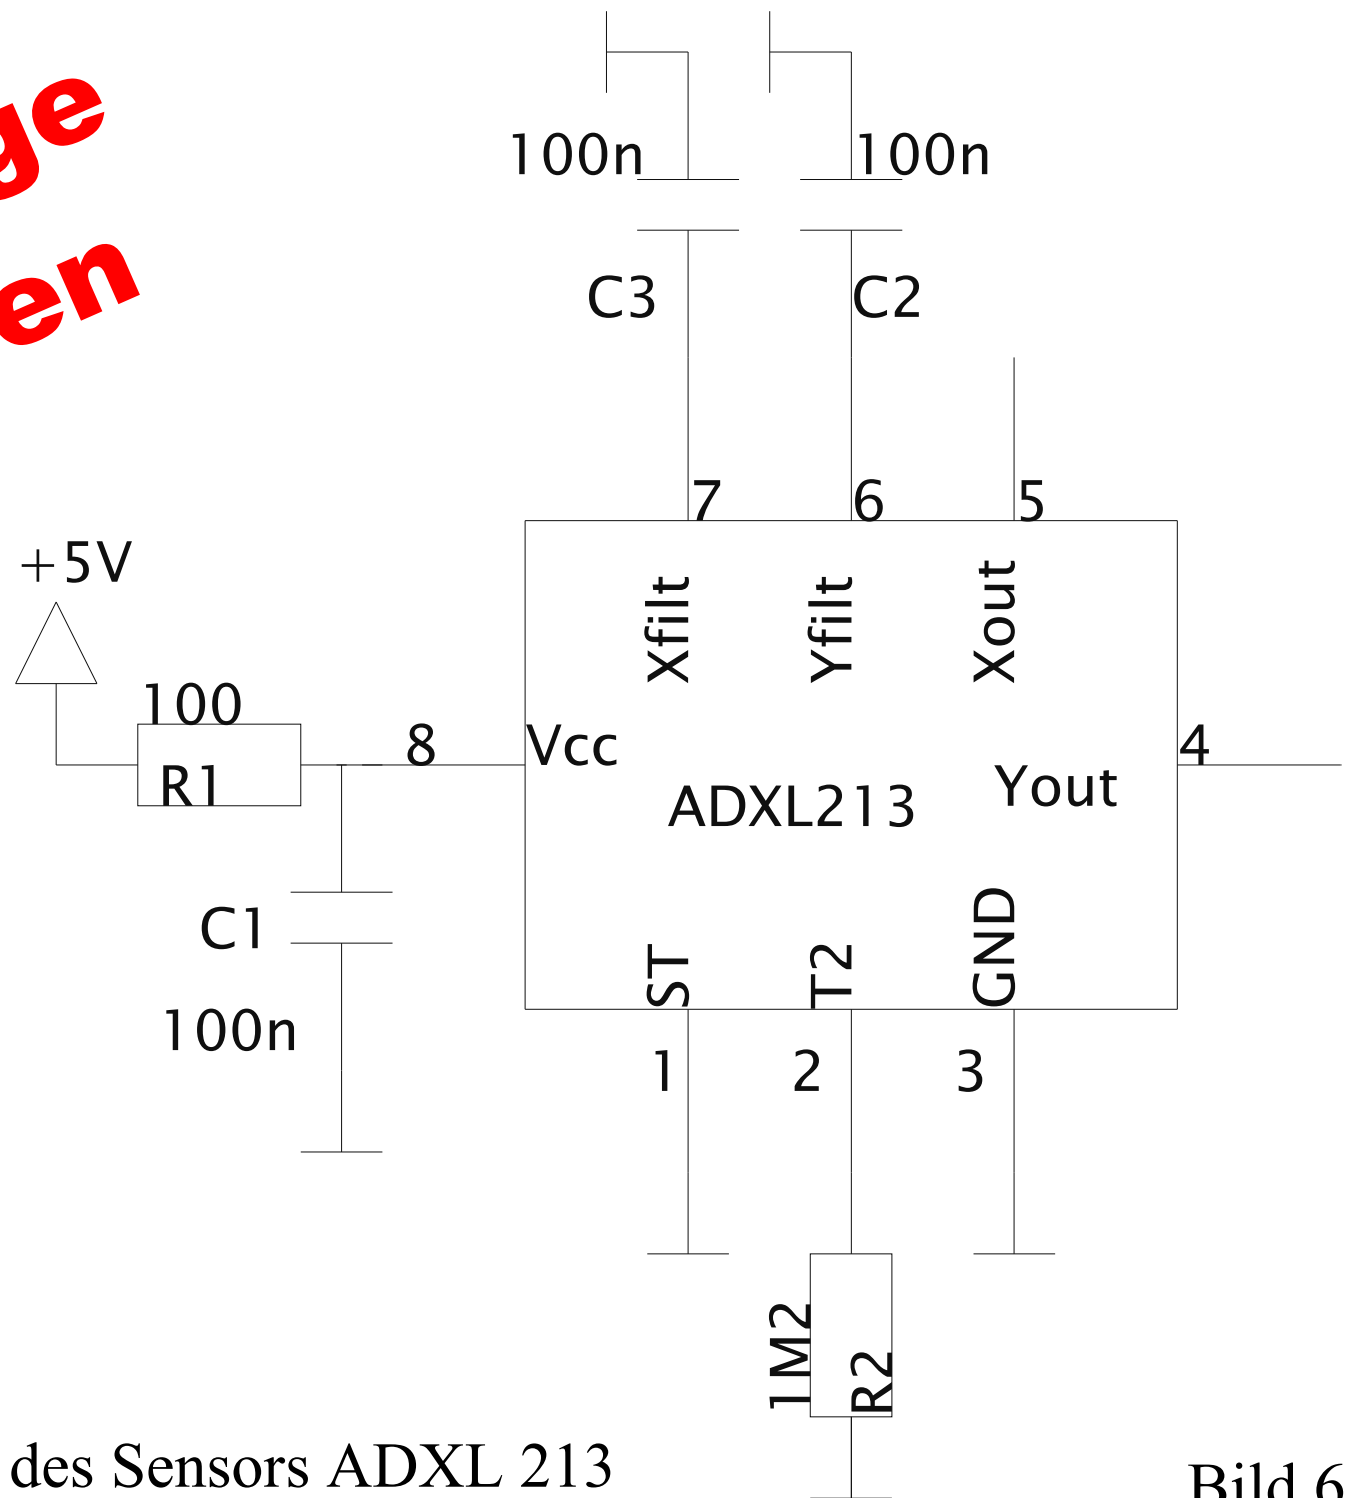 ge
en
100n
100n
C3
C2
7
6
5
+5V
Xfilt
Yfilt
Xout
100
R1
8
Vcc
4
ADXL213
Yout
C1
100n
ST
T2
GND
1
2
3
1M2
R2
des Sensors ADXL 213
Bild 6